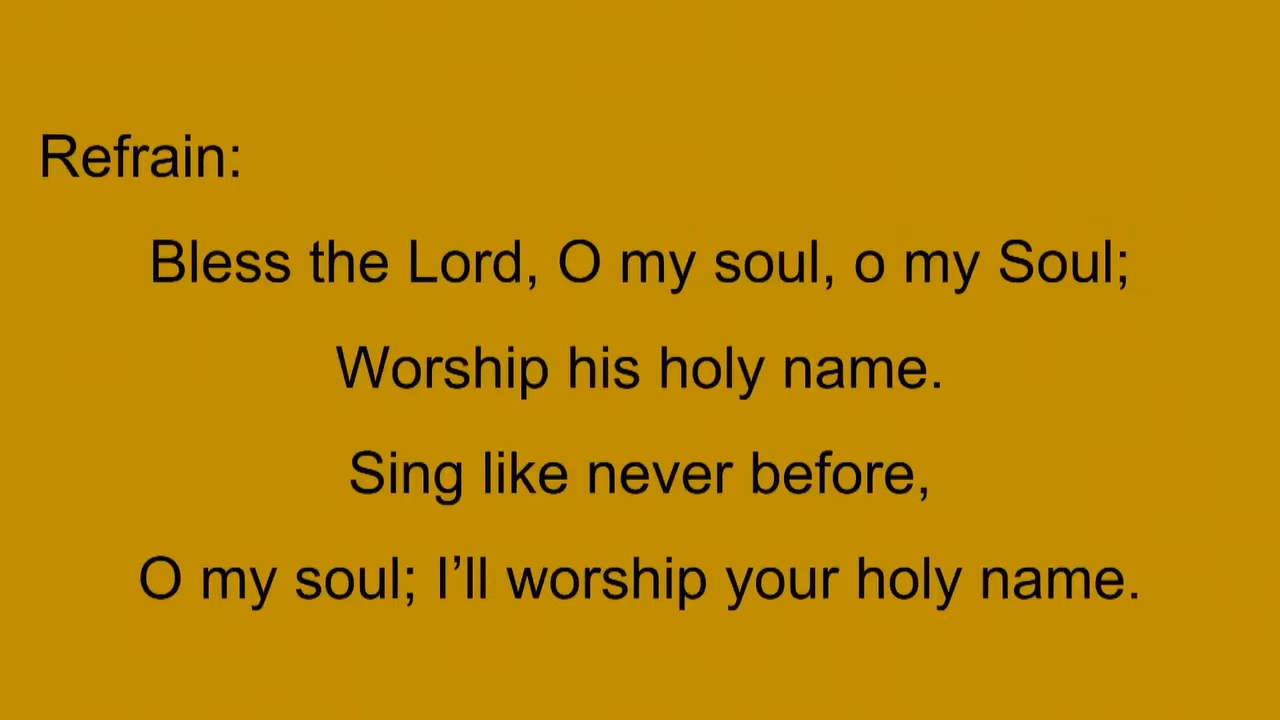 Refrain:
Bless the Lord, O my soul, o my Soul;
Worship his holy name.
Sing like never before,
O my soul; I’ll worship your holy name.